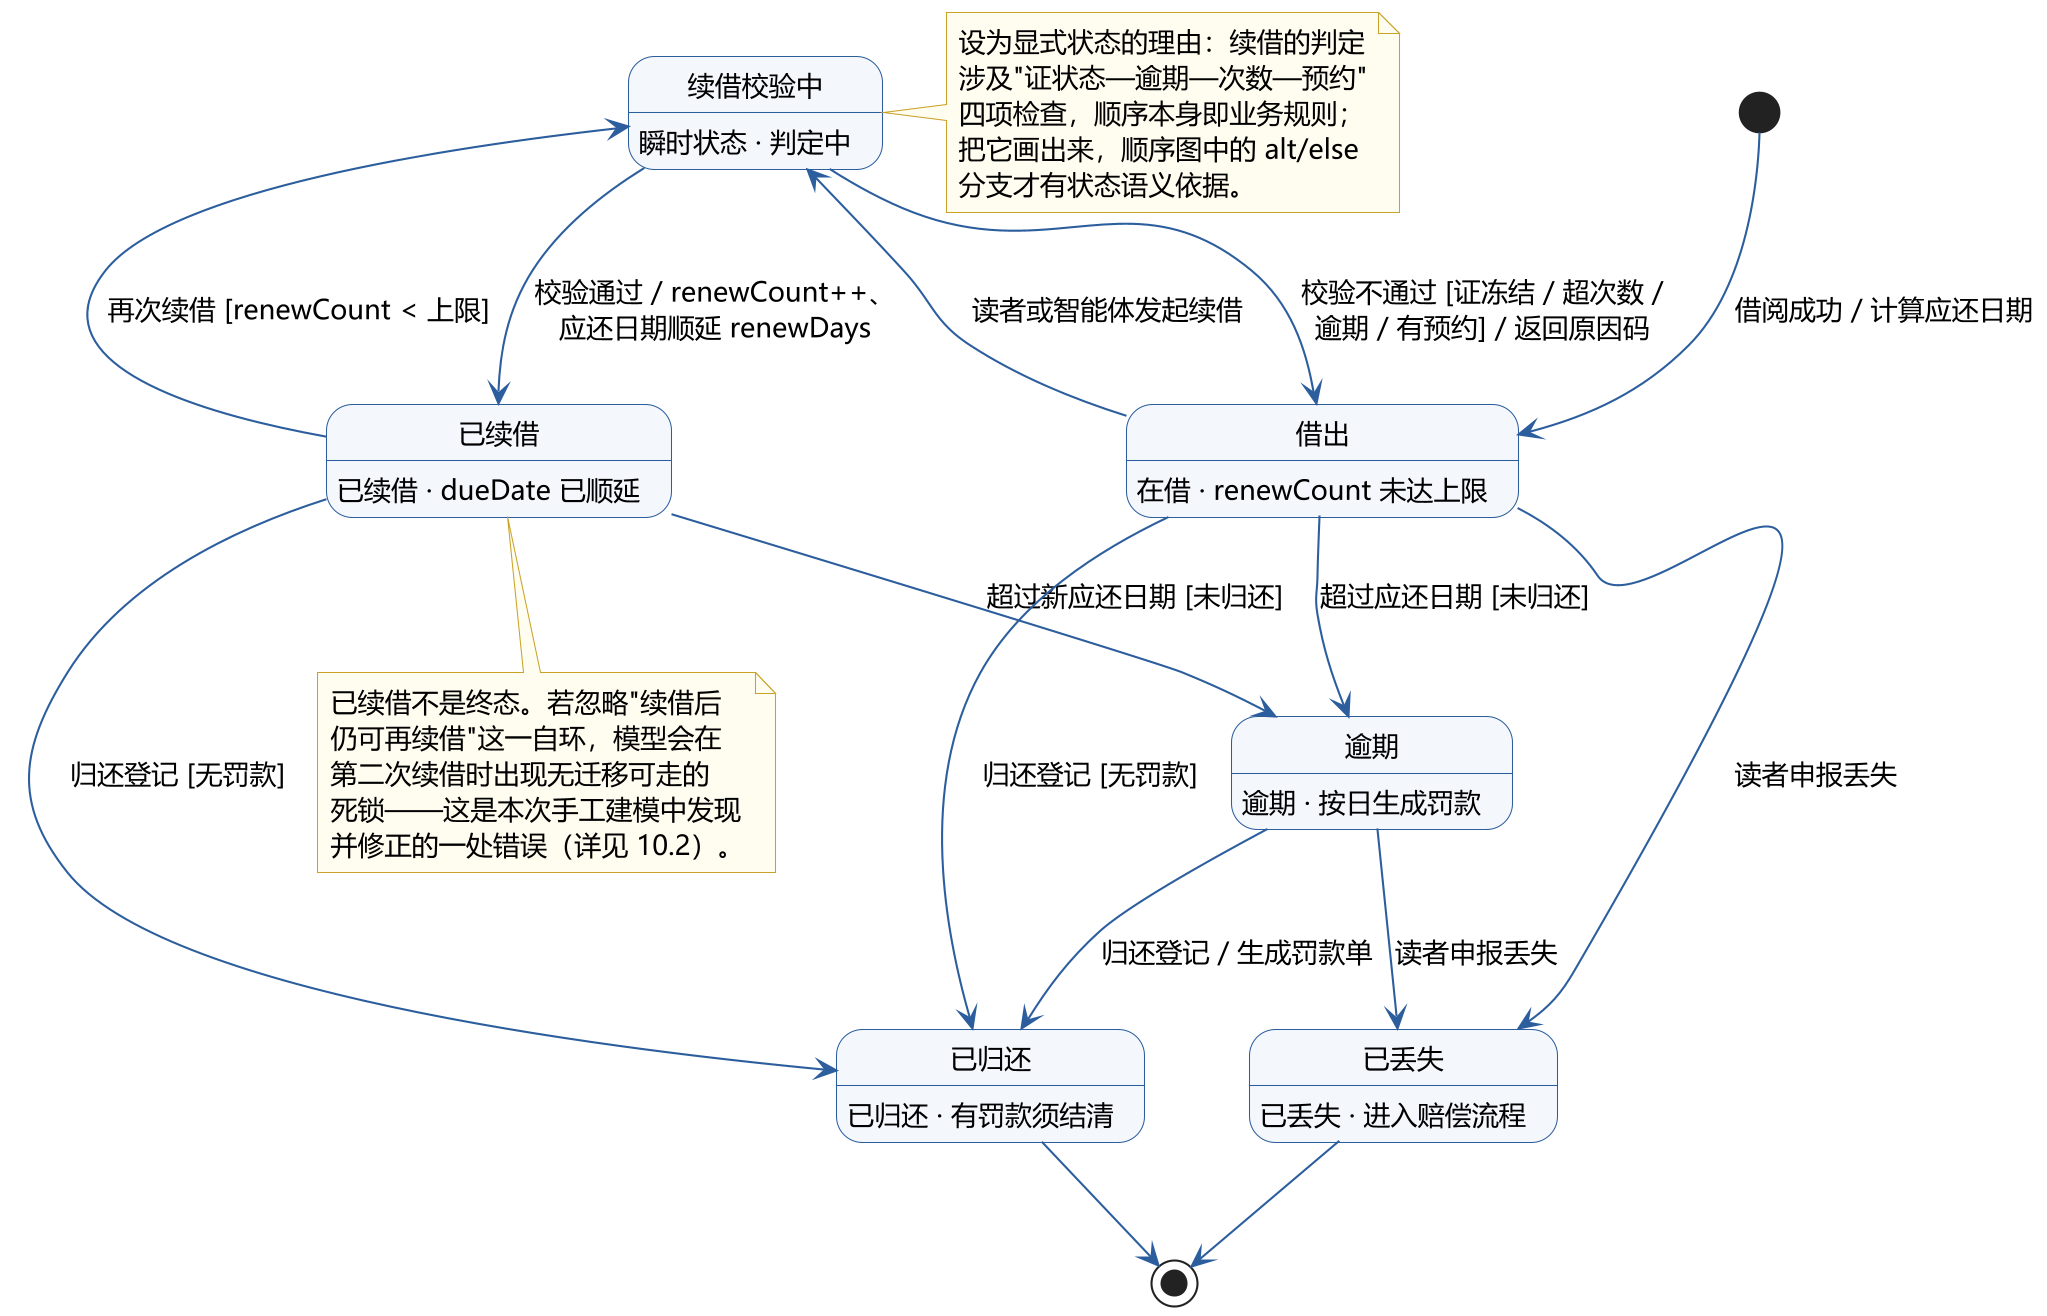 设为显式状态的理由：续借的判定
涉及"证状态—逾期—次数—预约"
四项检查，顺序本身即业务规则；
把它画出来，顺序图中的 alt/else
分支才有状态语义依据。
续借校验中
瞬时状态 · 判定中
再次续借 [renewCount < 上限]
校验通过 / renewCount++、
应还日期顺延 renewDays
读者或智能体发起续借
校验不通过 [证冻结 / 超次数 /
逾期 / 有预约] / 返回原因码
借阅成功 / 计算应还日期
已续借
已续借 · dueDate 已顺延
借出
在借 · renewCount 未达上限
超过新应还日期 [未归还]
超过应还日期 [未归还]
已续借不是终态。若忽略"续借后
仍可再续借"这一自环，模型会在
第二次续借时出现无迁移可走的
死锁——这是本次手工建模中发现
并修正的一处错误（详见 10.2）。
归还登记 [无罚款]
归还登记 [无罚款]
逾期
逾期 · 按日生成罚款
读者申报丢失
归还登记 / 生成罚款单
读者申报丢失
已归还
已归还 · 有罚款须结清
已丢失
已丢失 · 进入赔偿流程